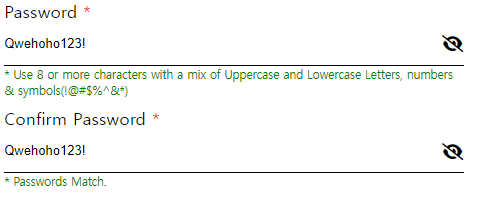 Password *
Qwehoho123!
* Use 8 or more characters with a mix of Uppercase and Lowercase Letters, numbers
& symbols(!@#$%^&*)
Confirm Password *
Qwehoho123!
* Passwords Match.